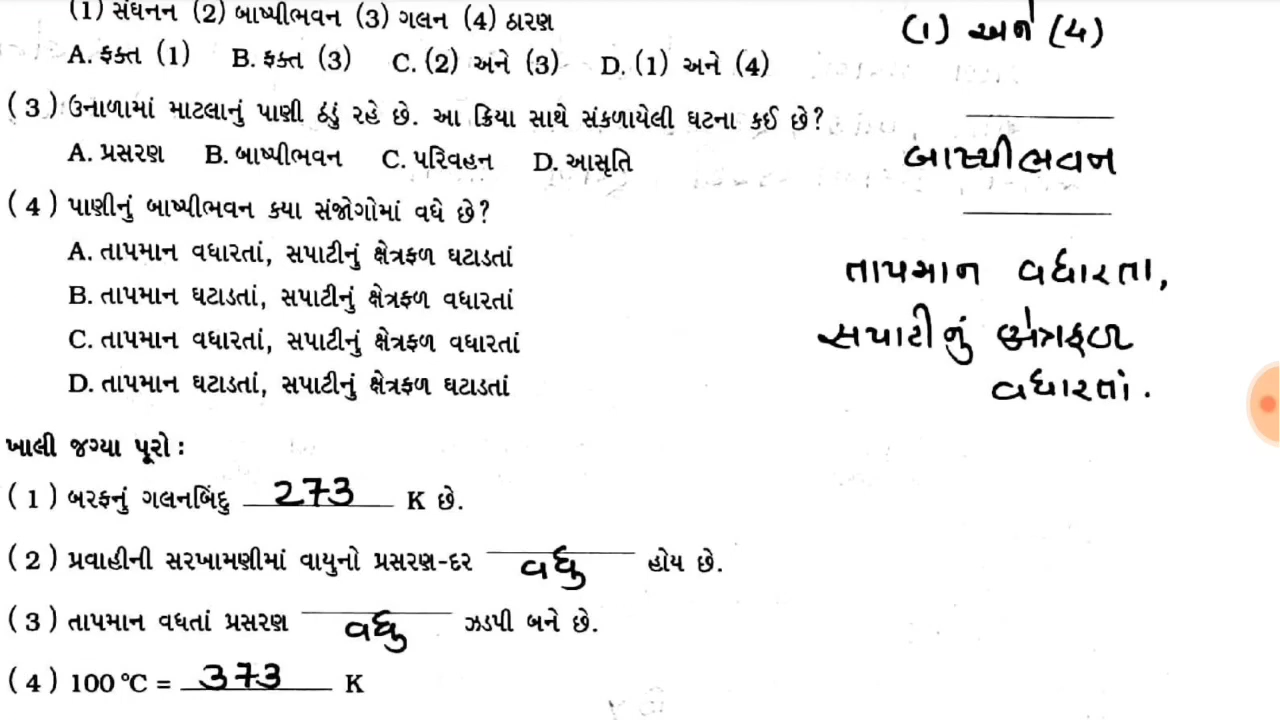 (1) સંઘનન (2) બાષ્પીભવન (3) ગલન (4) ઠારણ
(1) અને (4)
A. ફક્ત (1) B. ફક્ત (3) C. (2) અને (3) D. (1) અને (4)
(3) ઉનાળામાં માટલાનું પાણી ઠંડું રહે છે. આ ક્રિયા સાથે સંકળાયેલી ઘટના કઈ છે?
A. પ્રસરણ B. બાષ્પીભવન C. પરિવહન D. આસૃતિ
બાષ્પીભવન
(4) પાણીનું બાષ્પીભવન ક્યા સંજોગોમાં વધે છે?
A. તાપમાન વધારતાં, સપાટીનું ક્ષેત્રફળ ઘટાડતાં
B. તાપમાન ઘટાડતાં, સપાટીનું ક્ષેત્રફળ વધારતાં
C. તાપમાન વધારતાં, સપાટીનું ક્ષેત્રફળ વધારતાં
D. તાપમાન ઘટાડતાં, સપાટીનું ક્ષેત્રફળ ઘટાડતાં
તાપમાન વધારતા,
સપાટીનું ક્ષેત્રફળ
વધારતાં.
ખાલી જગ્યા પૂરો :
(1) બરફનું ગલનબિંદુ 273 K છે.
(2) પ્રવાહીની સરખામણીમાં વાયુનો પ્રસરણ-દર વધુ હોય છે.
(3) તાપમાન વધતાં પ્રસરણ વધુ ઝડપી બને છે.
(4) 100 °C = 373 K